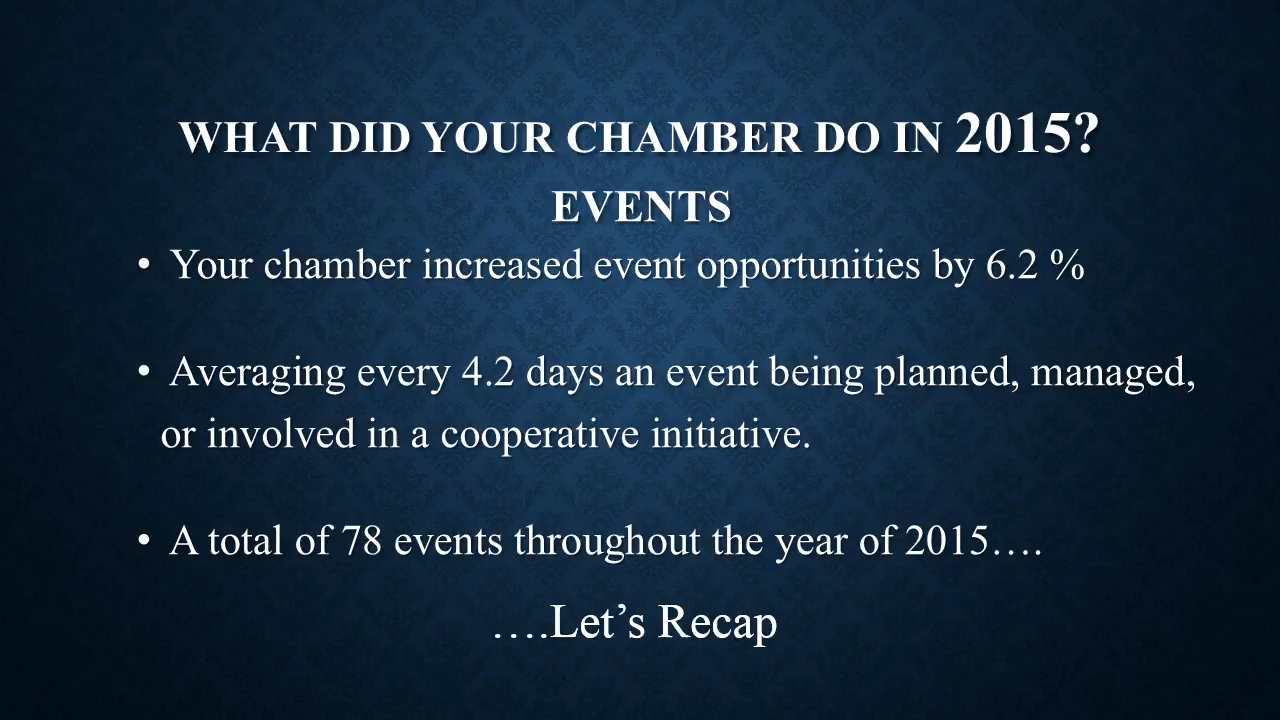 WHAT DID YOUR CHAMBER DO IN 2015?
EVENTS
• Your chamber increased event opportunities by 6.2 %
• Averaging every 4.2 days an event being planned, managed,
or involved in a cooperative initiative.
• A total of 78 events throughout the year of 2015….
….Let’s Recap